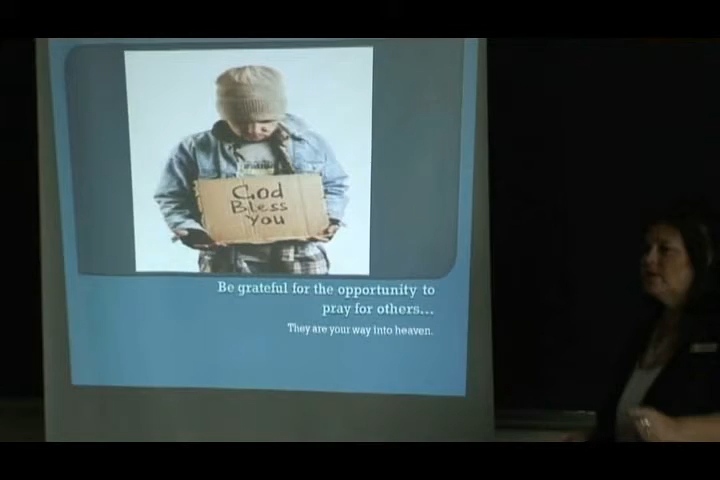 God
Bless
You
Be grateful for the opportunity to
pray for others...
They are your way into heaven.